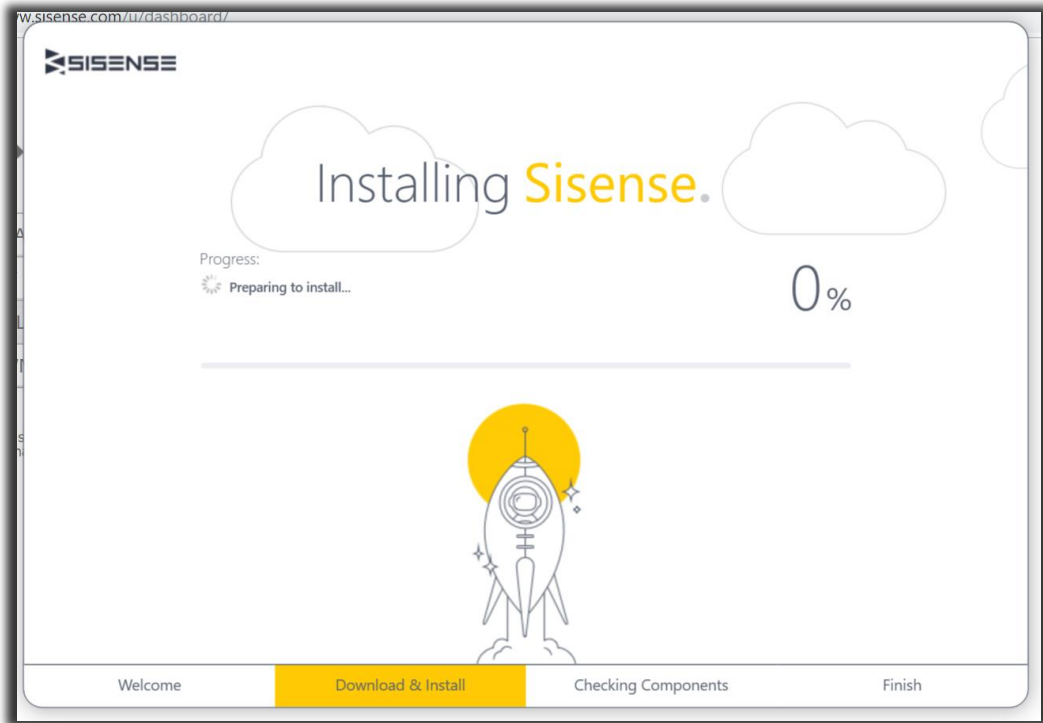 w.sisense.com/u/dashboard/
SISENSE
Installing Sisense.
Progress:
Preparing to install...
0 %
Welcome
Download & Install
Checking Components
Finish